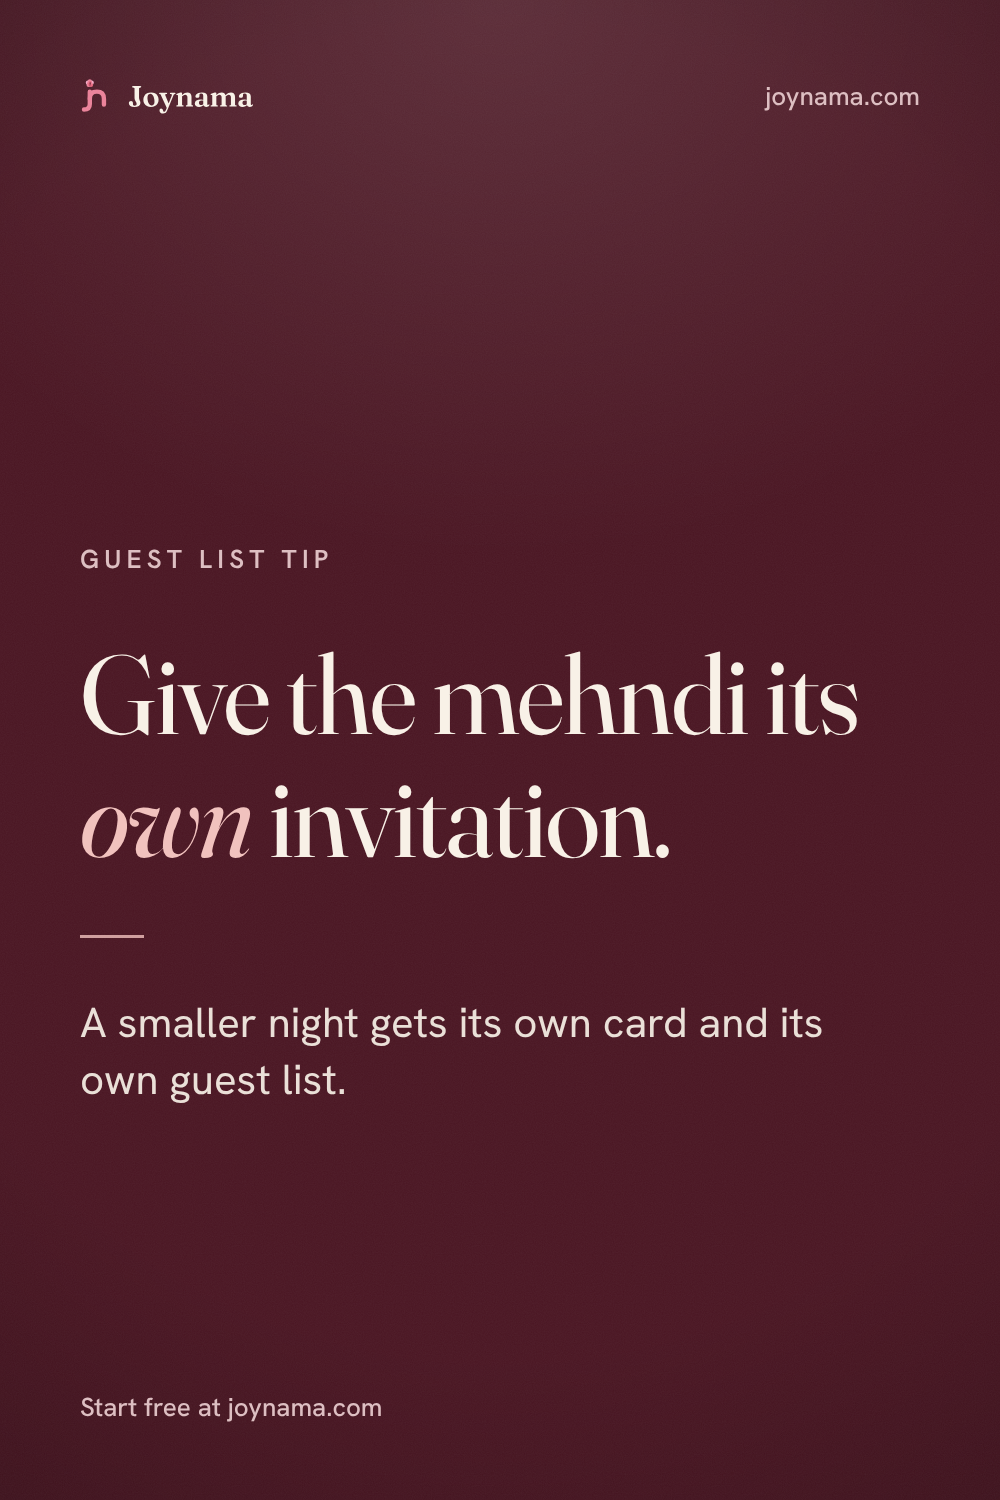 Joynama
joynama.com
GUEST LIST TIP
Give the mehndi its
own invitation.
A smaller night gets its own card and its
own guest list.
Start free at joynama.com